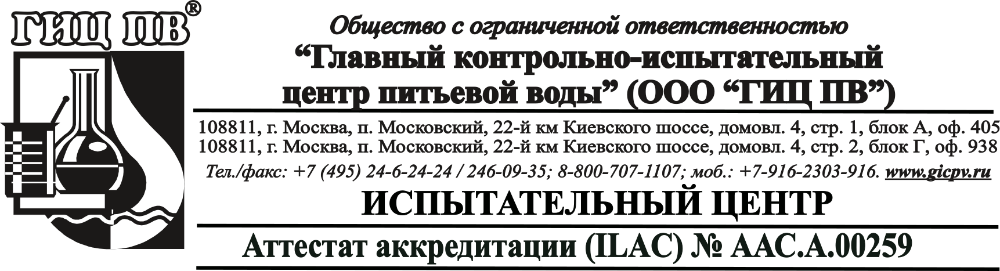 ГИЦ ПВ®
Общество с ограниченной ответственностью
“Главный контрольно-испытательный
центр питьевой воды” (ООО “ГИЦ ПВ”)
108811, г. Москва, п. Московский, 22-й км Киевского шоссе, домовл. 4, стр. 1, блок А, оф. 405
108811, г. Москва, п. Московский, 22-й км Киевского шоссе, домовл. 4, стр. 2, блок Г, оф. 938
Тел./факс: +7 (495) 24-6-24-24 / 246-09-35; 8-800-707-1107; моб.: +7-916-2303-916. www.gicpv.ru
ИСПЫТАТЕЛЬНЫЙ ЦЕНТР
Аттестат аккредитации (ILAC) № ААС.А.00259